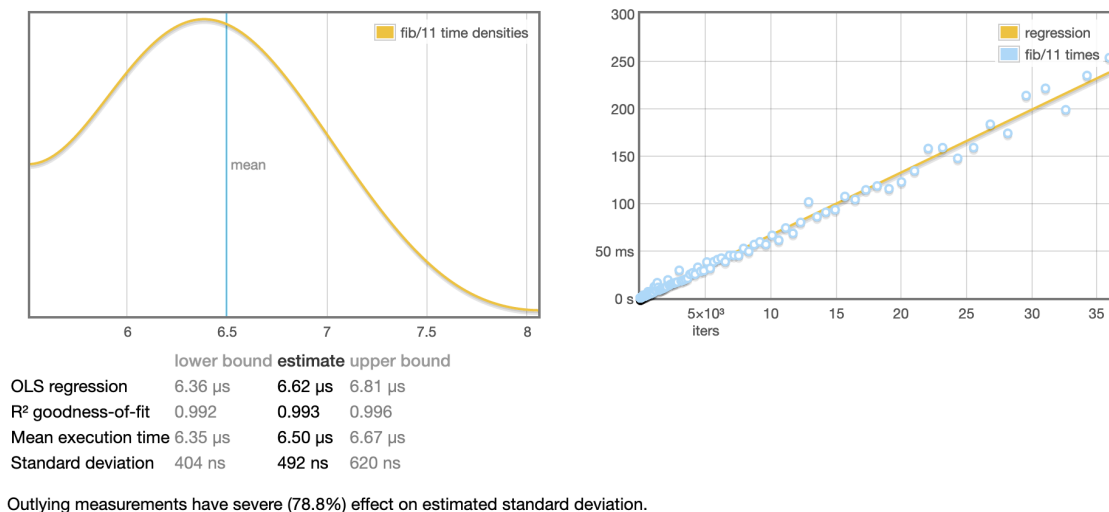 fib/11 time densities
mean
6 6.5 7 7.5 8
regression
fib/11 times
300
250
200
150
100
50 ms
0 s
5×10³ 10 15 20 25 30 35
iters
lower bound estimate upper bound
OLS regression 6.36 µs 6.62 µs 6.81 µs
R² goodness-of-fit 0.992 0.993 0.996
Mean execution time 6.35 µs 6.50 µs 6.67 µs
Standard deviation 404 ns 492 ns 620 ns
Outlying measurements have severe (78.8%) effect on estimated standard deviation.